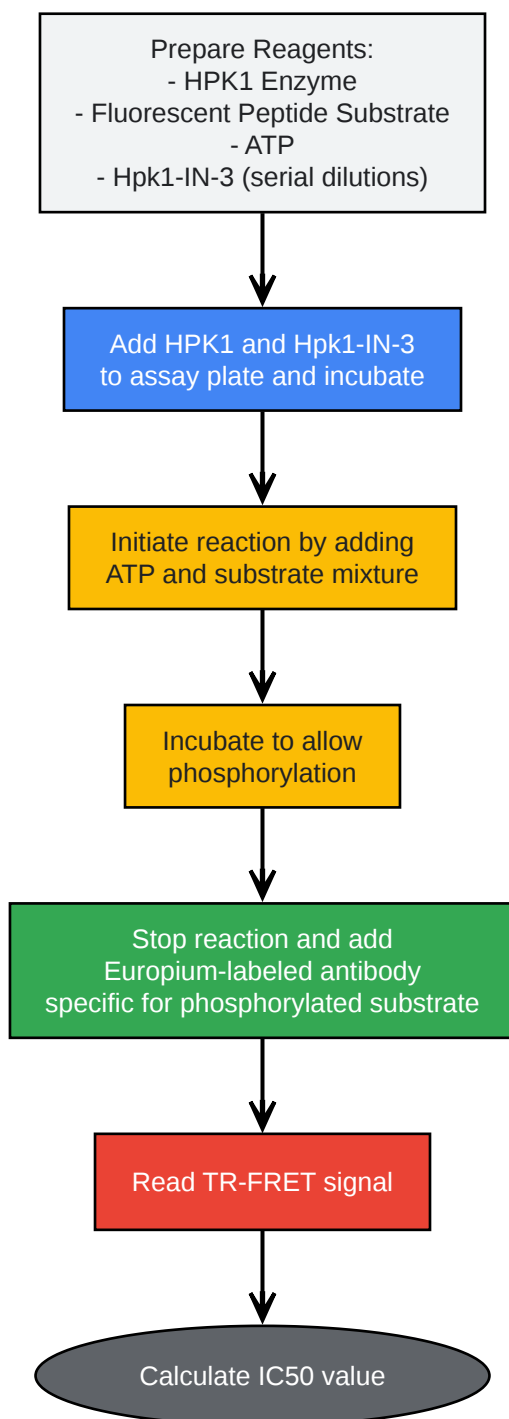 Prepare Reagents:
- HPK1 Enzyme
- Fluorescent Peptide Substrate
- ATP
- Hpk1-IN-3 (serial dilutions)
Add HPK1 and Hpk1-IN-3
to assay plate and incubate
Initiate reaction by adding
ATP and substrate mixture
Incubate to allow
phosphorylation
Stop reaction and add
Europium-labeled antibody
specific for phosphorylated substrate
Read TR-FRET signal
Calculate IC50 value